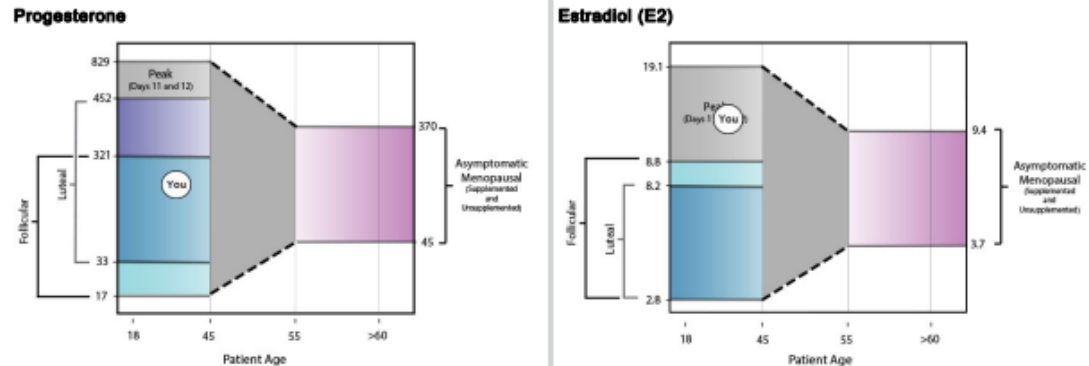 Progesterone
829
Peak
(Days 11 and 12)
452
321
33
17
Luteal
Follicular
You
370
45
Asymptomatic
Menopausal
(Supplemented
and
Unsupplemented)
18
45
55
>60
Patient Age
Estradiol (E2)
19.1
(Days 1
You
8.8
8.2
2.8
Follicular
Luteal
9.4
3.7
Asymptomatic
Menopausal
(Supplemented
and
Unsupplemented)
18
45
55
>60
Patient Age